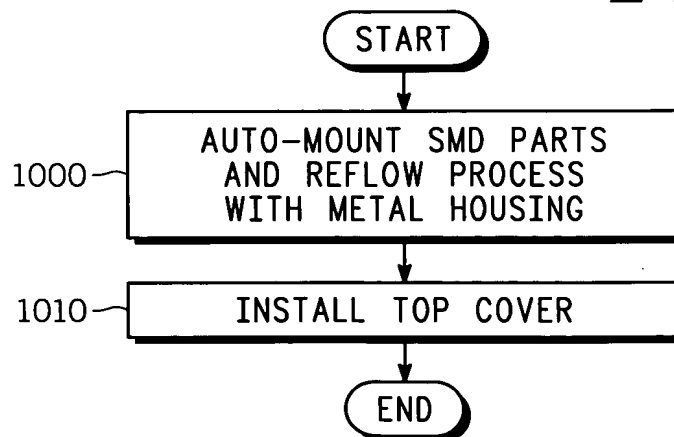 START
1000
AUTO-MOUNT SMD PARTS
AND REFLOW PROCESS
WITH METAL HOUSING
1010
INSTALL TOP COVER
END